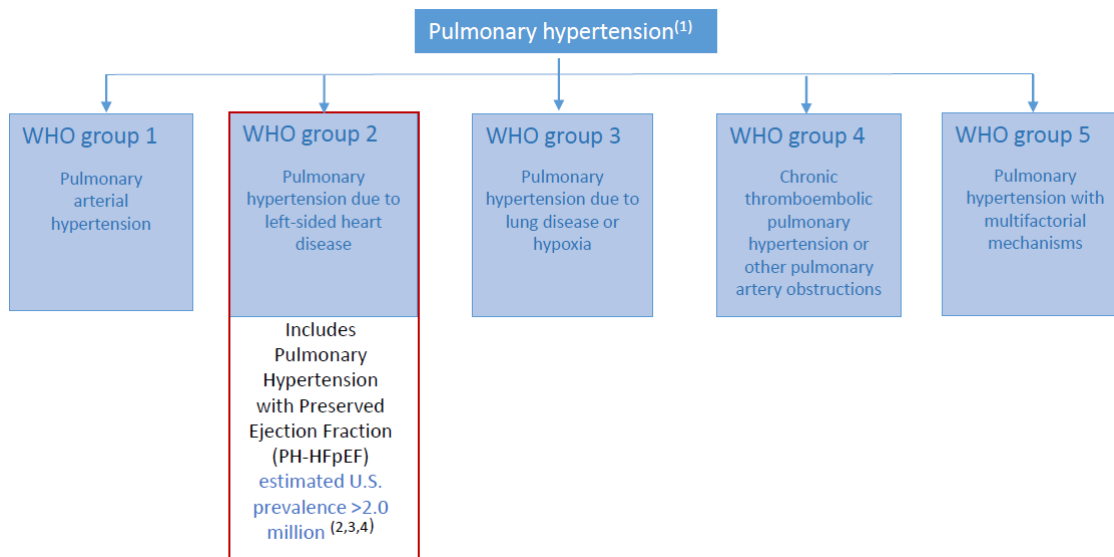 Pulmonary hypertension(1)
WHO group 1
Pulmonary
arterial
hypertension
WHO group 2
Pulmonary
hypertension due to
left-sided heart
disease
Includes
Pulmonary
Hypertension
with Preserved
Ejection Fraction
(PH-HFpEF)
estimated U.S.
prevalence >2.0
million (2,3,4)
WHO group 3
Pulmonary
hypertension due to
lung disease or
hypoxia
WHO group 4
Chronic
thromboembolic
pulmonary
hypertension or
other pulmonary
artery obstructions
WHO group 5
Pulmonary
hypertension with
multifactorial
mechanisms